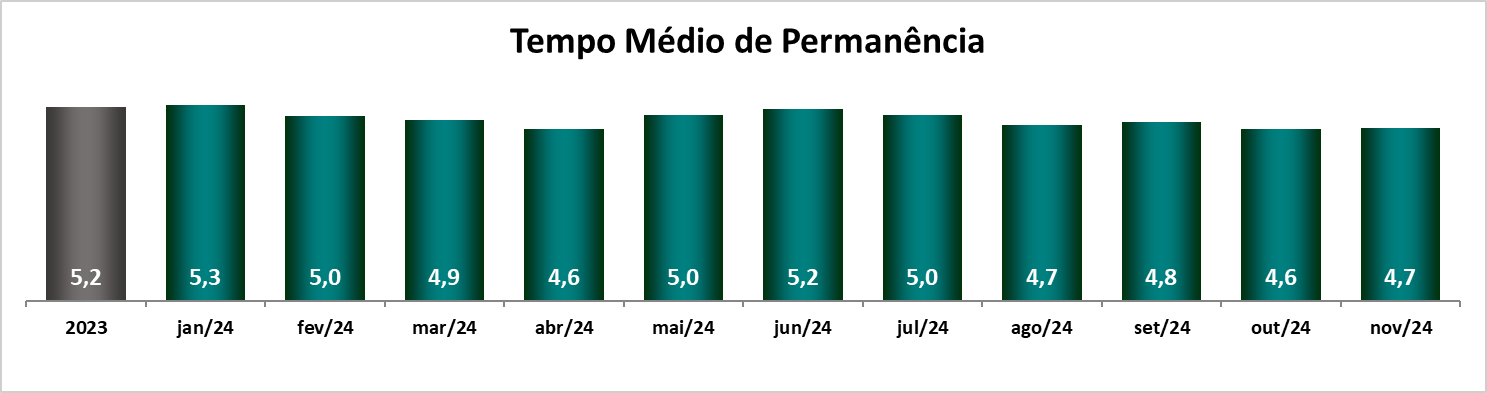 Tempo Médio de Permanência
5,2 5,3 5,0 4,9 4,6 5,0 5,2 5,0 4,7 4,8 4,6 4,7
2023 jan/24 fev/24 mar/24 abr/24 mai/24 jun/24 jul/24 ago/24 set/24 out/24 nov/24